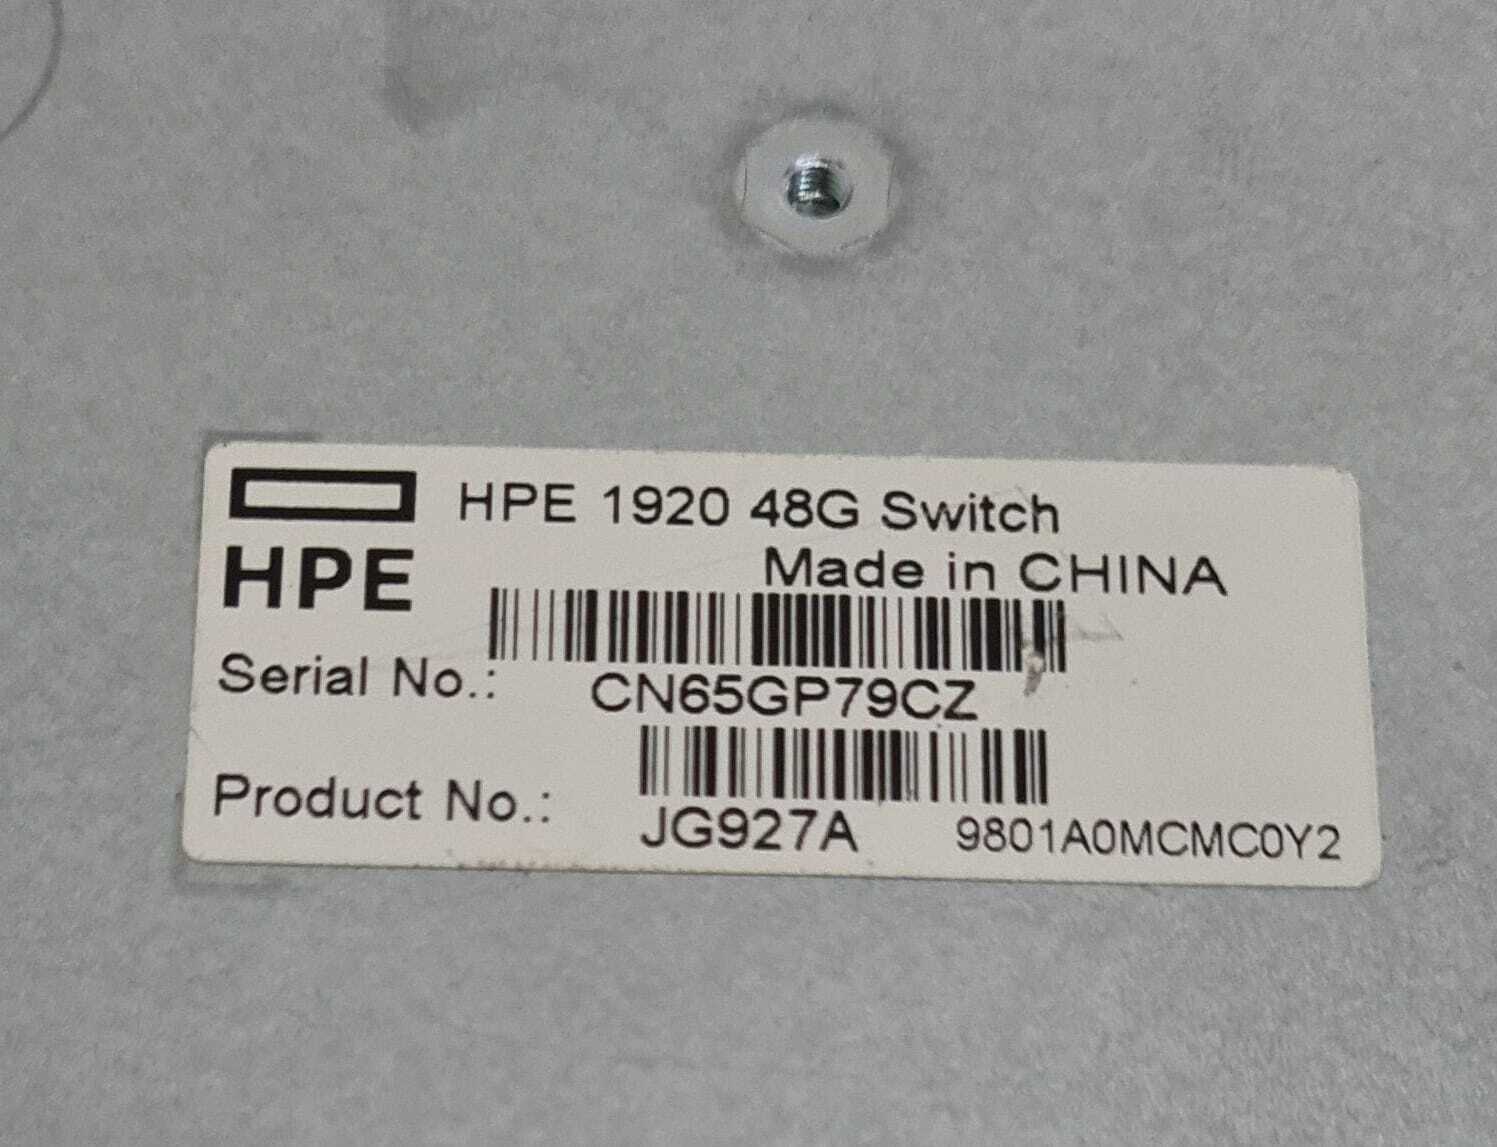 HPE 1920 48G Switch
HPE
Made in CHINA
Serial No.:
CN65GP79CZ
Product No.:
JG927A 9801A0MCMC0Y2